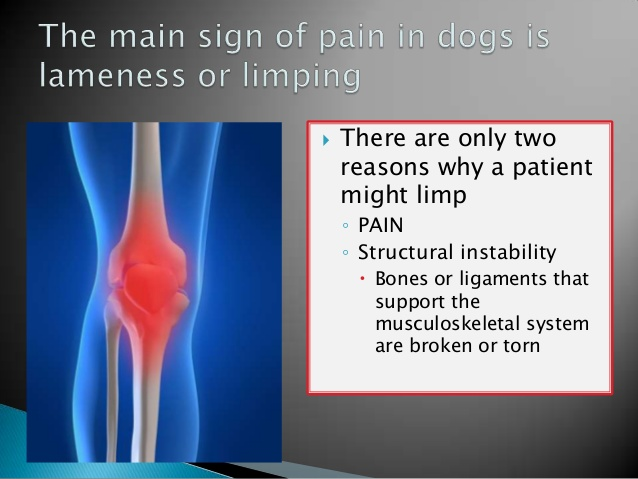 The main sign of pain in dogs is
lameness or limping
There are only two
reasons why a patient
might limp
PAIN
Structural instability
Bones or ligaments that
support the
musculoskeletal system
are broken or torn